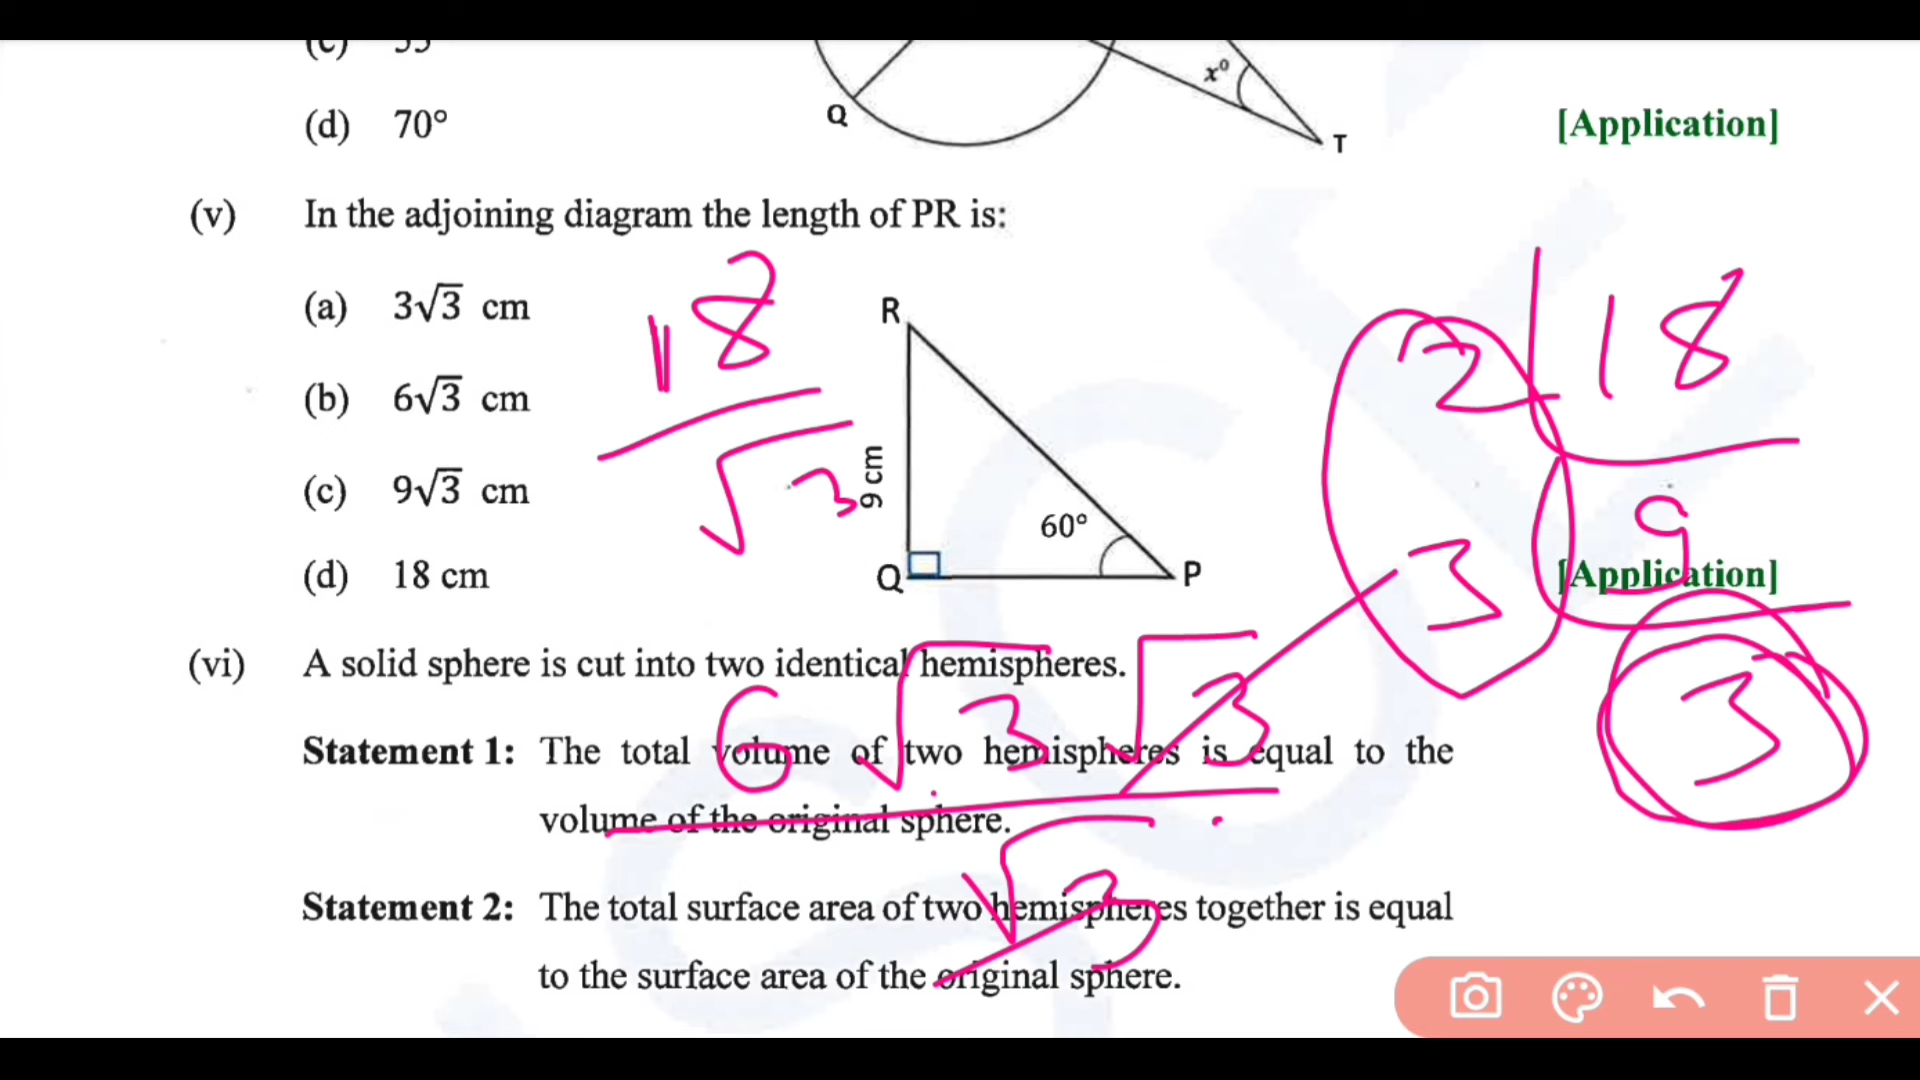 Q
x⁰
T
(d) 70°
[Application]
(v) In the adjoining diagram the length of PR is:
(a) 3√3 cm
(b) 6√3 cm
(c) 9√3 cm
(d) 18 cm
R
9 cm
60°
Q
P
[Application]
18
√3
2 18
3 9
3
(vi) A solid sphere is cut into two identical hemispheres.
Statement 1: The total volume of two hemispheres is equal to the
volume of the original sphere.
6√3 √3
√3
Statement 2: The total surface area of two hemispheres together is equal
to the surface area of the original sphere.